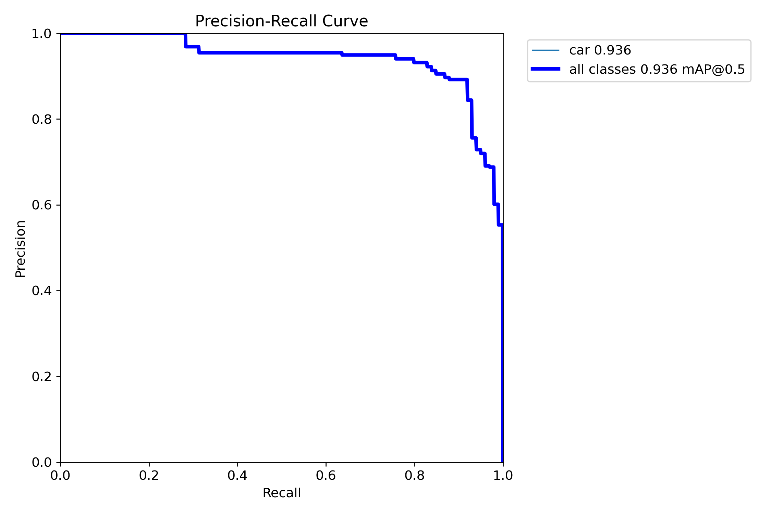 Precision-Recall Curve
1.0
0.8
0.6
0.4
0.2
0.0
Precision
0.0 0.2 0.4 0.6 0.8 1.0
Recall
car 0.936
all classes 0.936 mAP@0.5